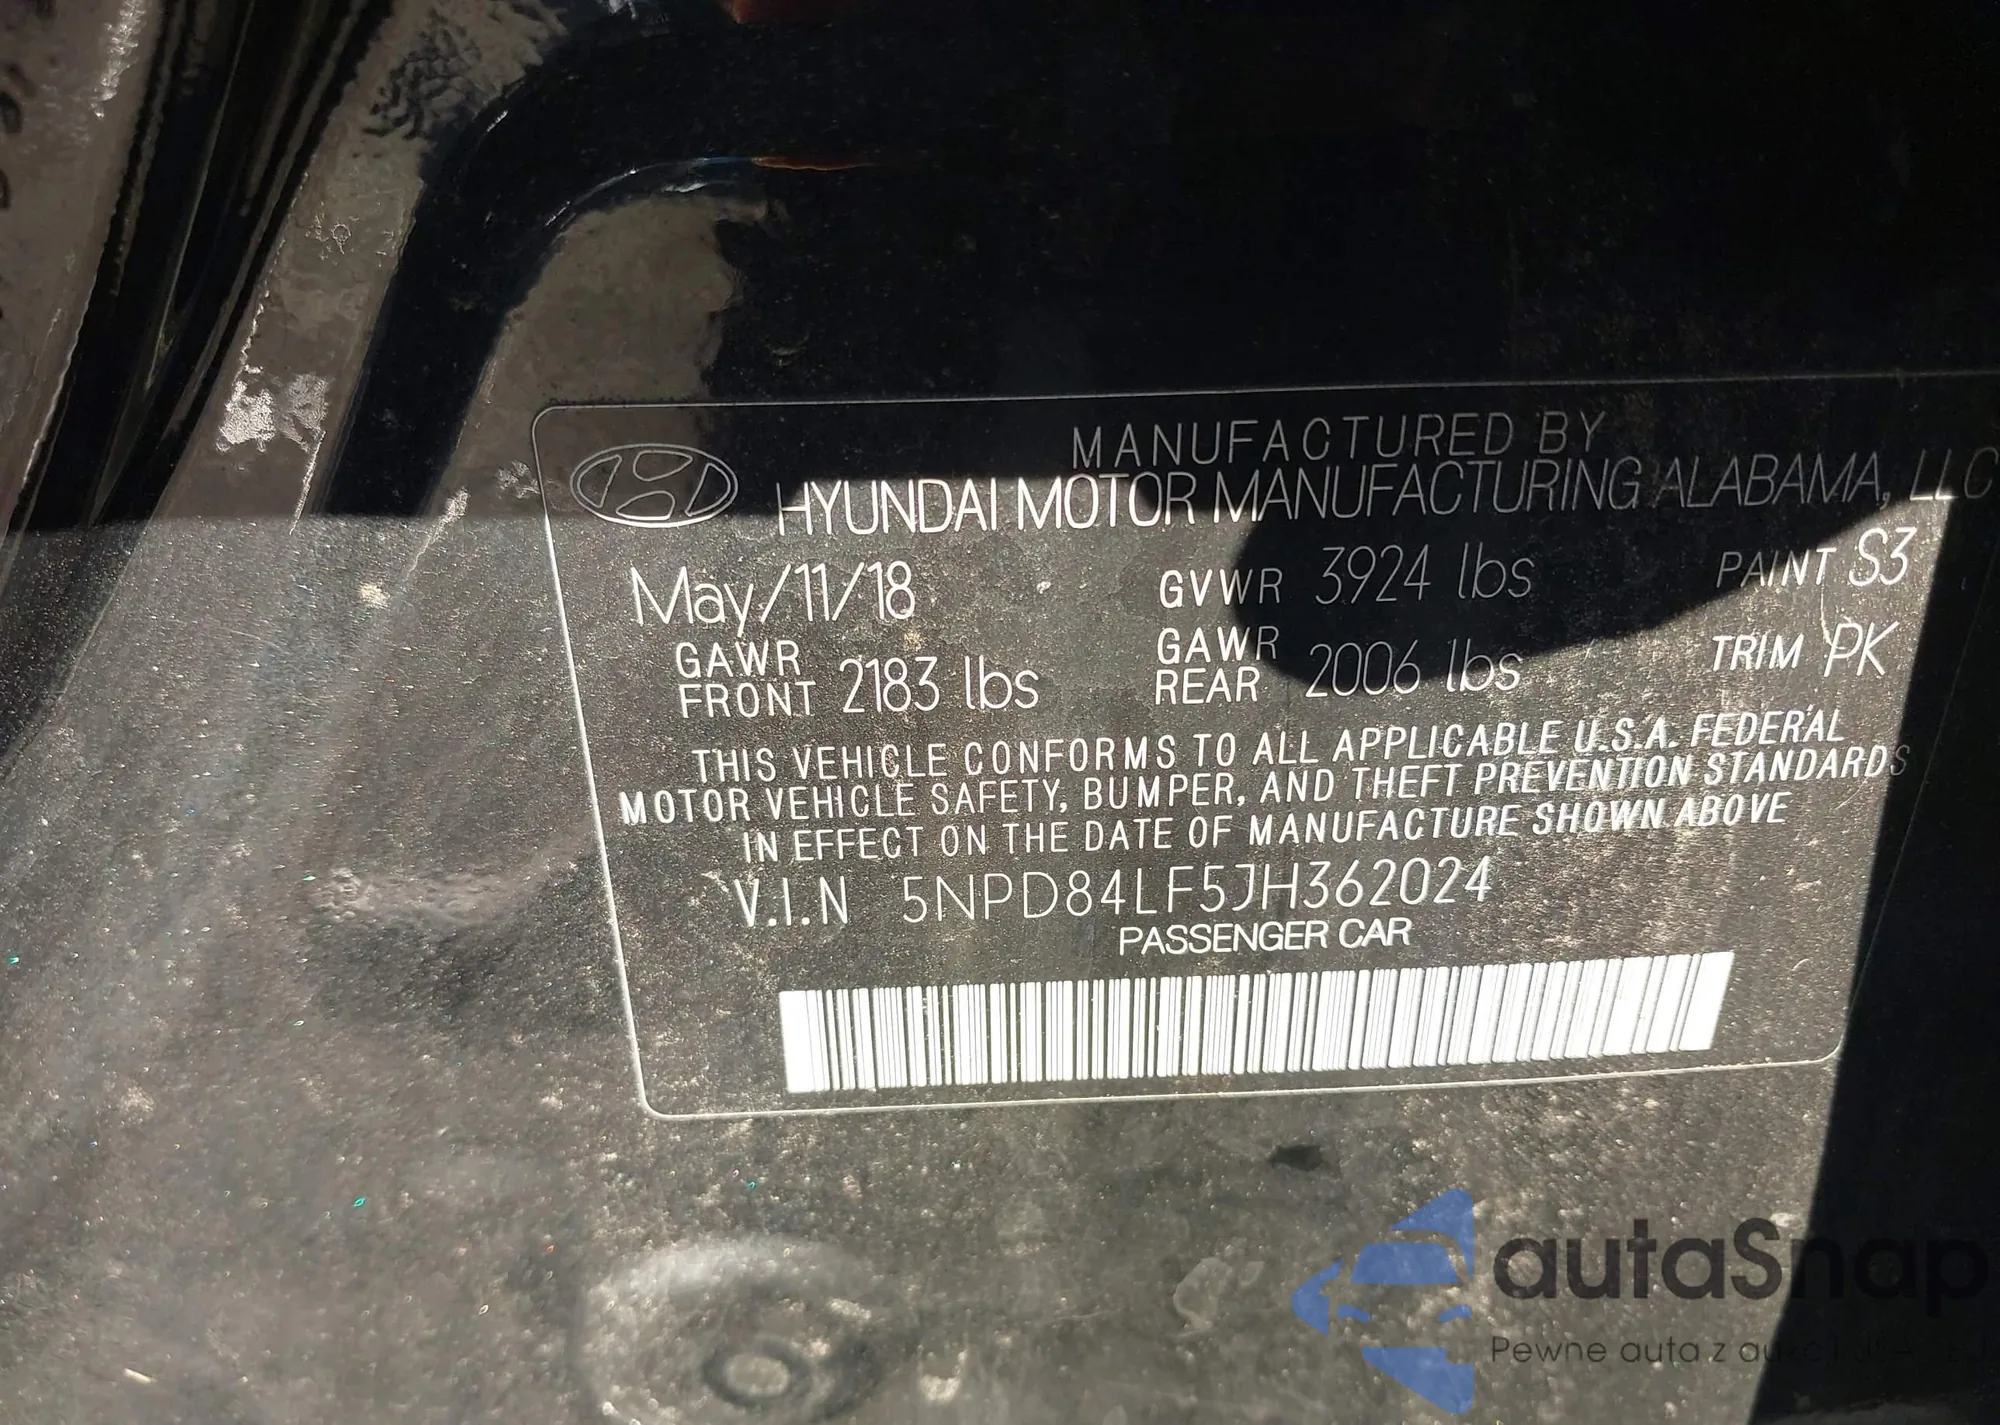 MANUFACTURED BY
HYUNDAI MOTOR MANUFACTURING ALABAMA, LLC
May/11/18 GVWR 3924 lbs PAINT S3
GAWR FRONT 2183 lbs GAWR REAR 2006 lbs TRIM PK
THIS VEHICLE CONFORMS TO ALL APPLICABLE U.S.A. FEDERAL
MOTOR VEHICLE SAFETY, BUMPER, AND THEFT PREVENTION STANDARDS
IN EFFECT ON THE DATE OF MANUFACTURE SHOWN ABOVE
V.I.N 5NPD84LF5JH362024
PASSENGER CAR
autaSnap
Pewne auta z